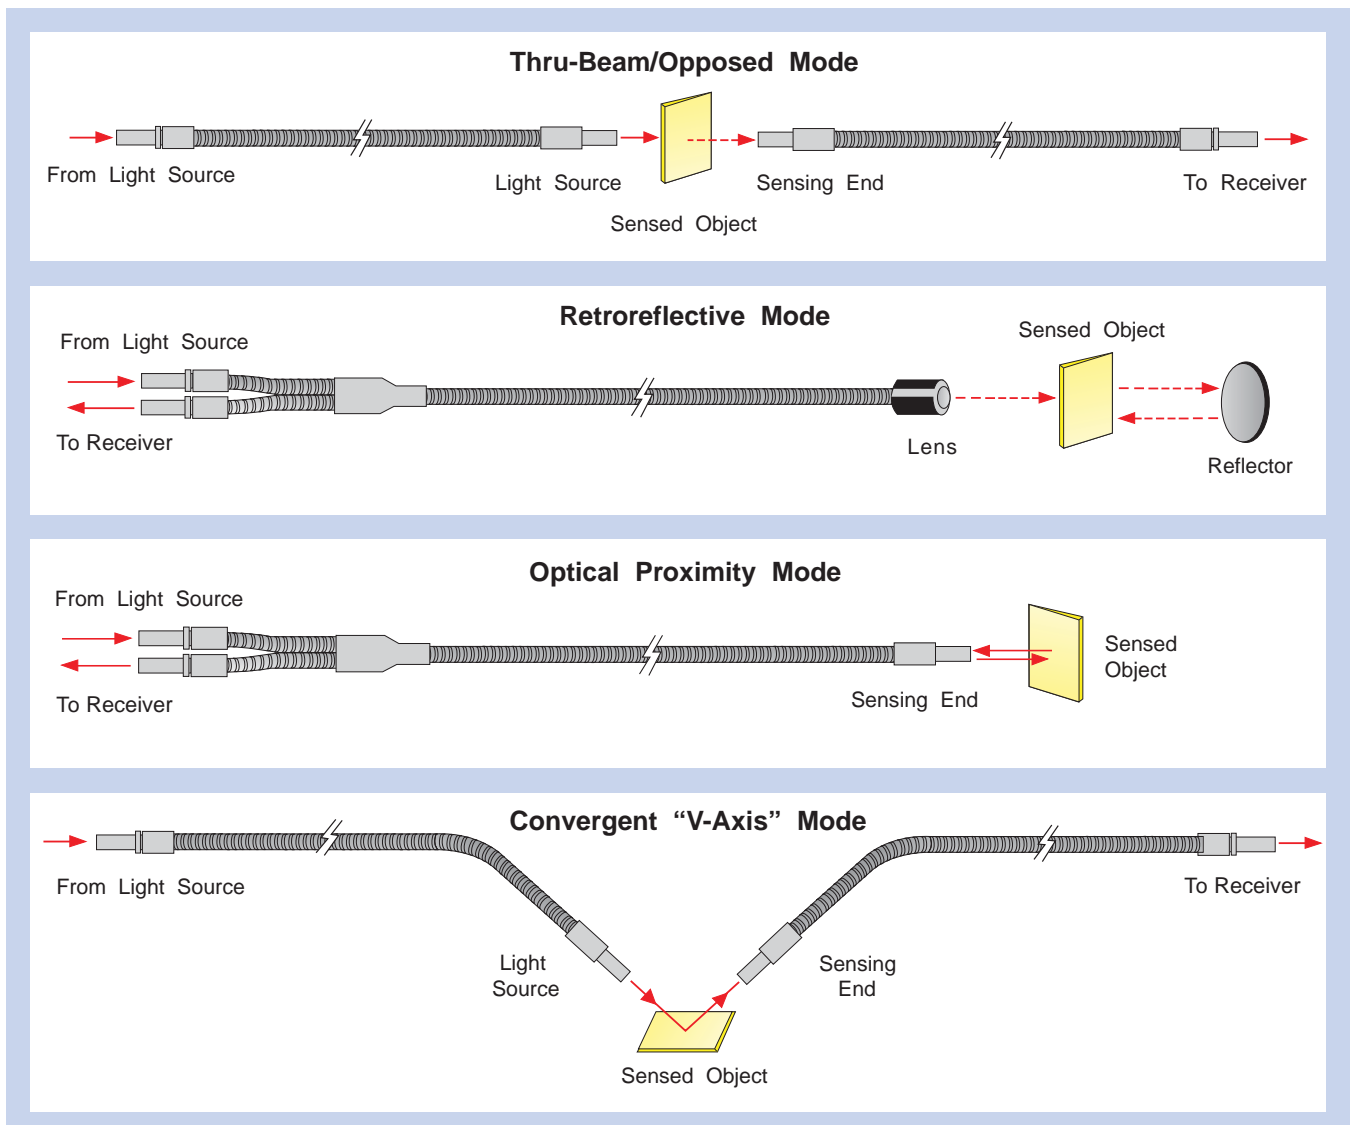 Thru-Beam/Opposed Mode
From Light Source
Light Source
Sensing End
To Receiver
Sensed Object
Retroreflective Mode
Sensed Object
From Light Source
To Receiver
Lens
Reflector
Optical Proximity Mode
From Light Source
Sensed
Object
To Receiver
Sensing End
Convergent “V-Axis” Mode
From Light Source
To Receiver
Light
Source
Sensing
End
Sensed Object